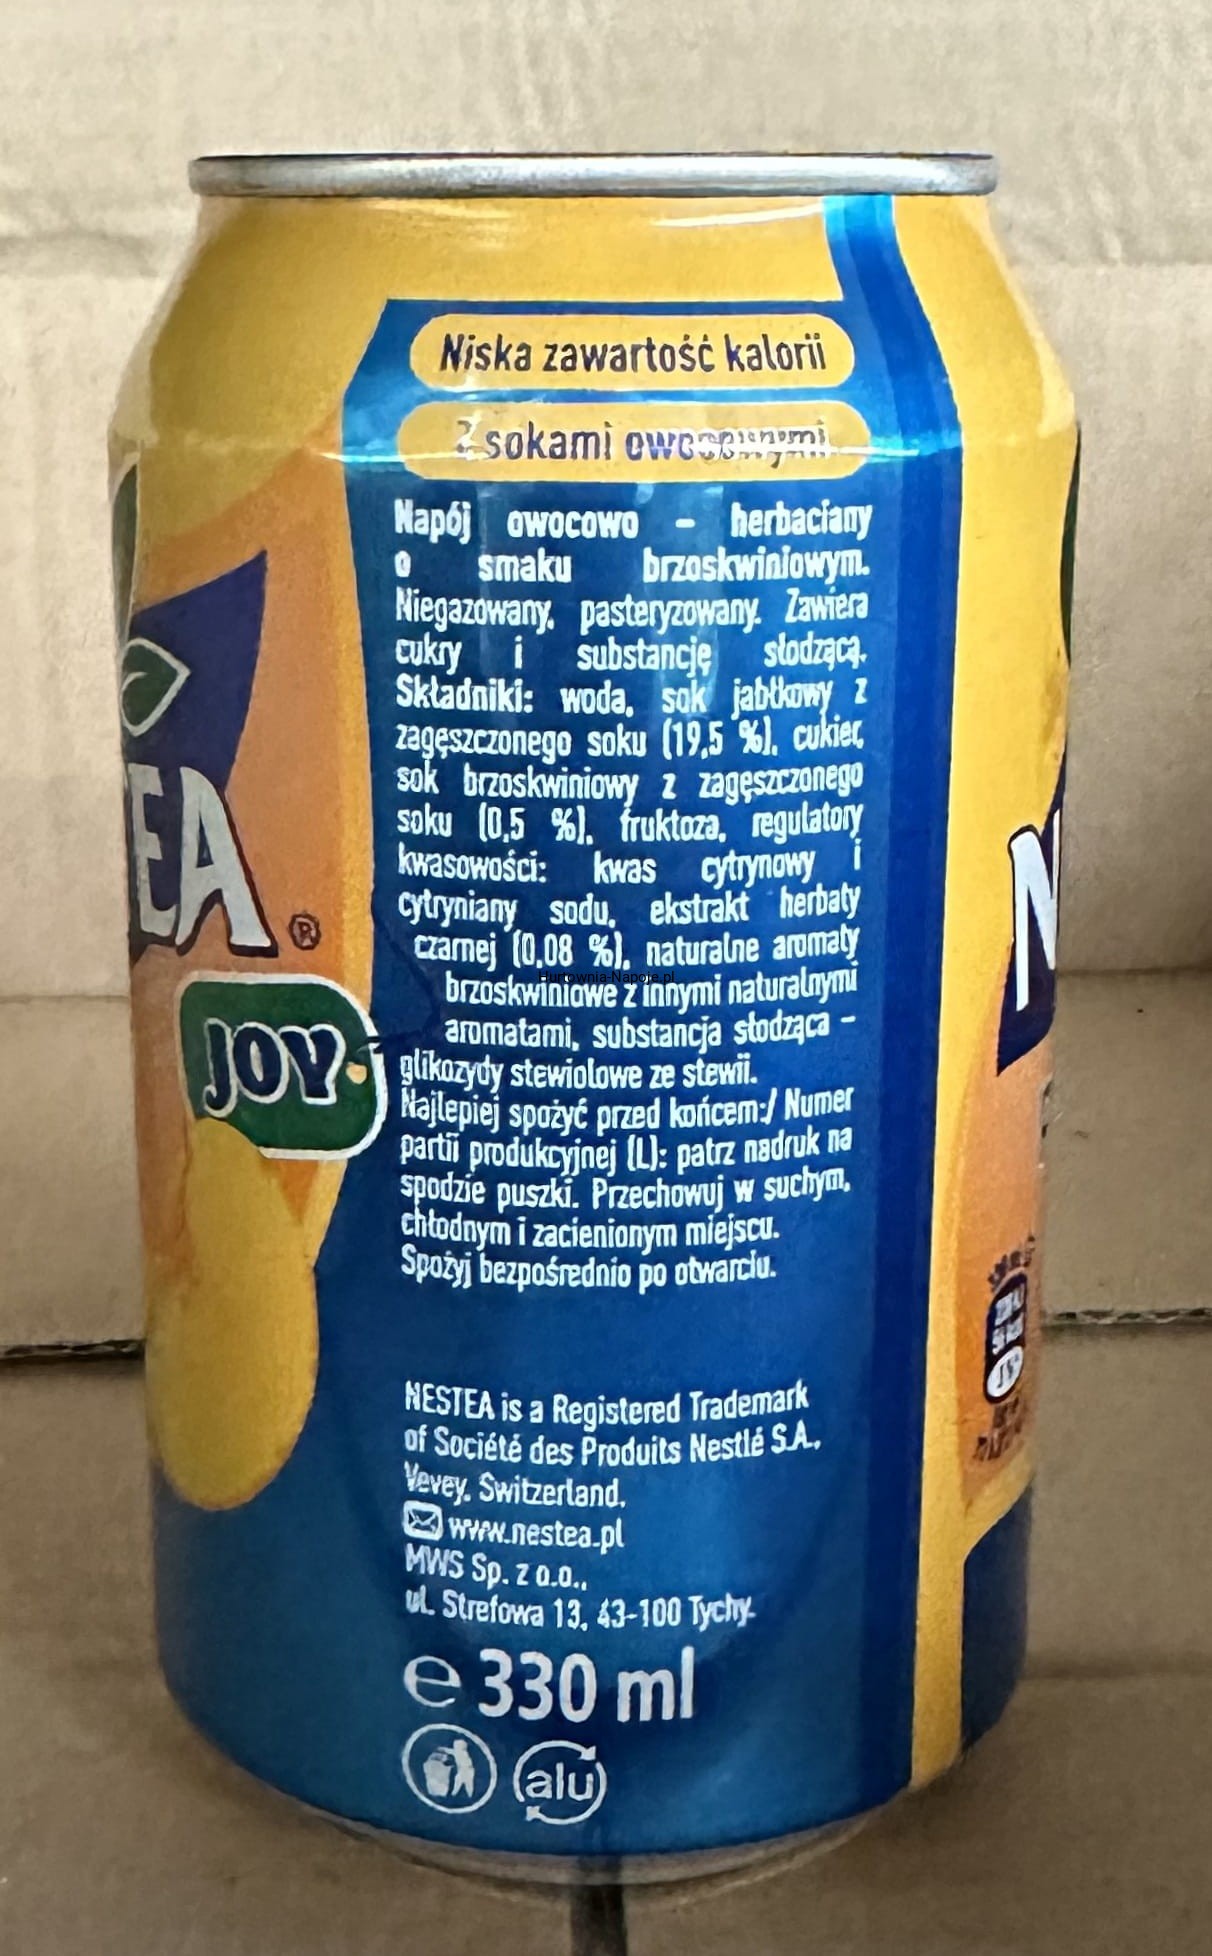 Niska zawartość kalorii
Z sokami owocowymi
Napój owocowo – herbaciany
o smaku brzoskwiniowym.
Niegazowany, pasteryzowany. Zawiera
cukry i substancję słodzącą.
Składniki: woda, sok jabłkowy z
zagęszczonego soku (19,5 %), cukier,
sok brzoskwiniowy z zagęszczonego
soku (0,5 %), fruktoza, regulatory
kwasowości: kwas cytrynowy i
cytryniany sodu, ekstrakt herbaty
czarnej (0,08 %), naturalne aromaty
Hurtownia-Napoje.pl
brzoskwiniowe z innymi naturalnymi
aromatami, substancja słodząca –
glikozydy stewiolowe ze stewii.
Najlepiej spożyć przed końcem:/ Numer
partii produkcyjnej (L): patrz nadruk na
spodzie puszki. Przechowuj w suchym,
chłodnym i zacienionym miejscu.
Spożyj bezpośrednio po otwarciu.
NESTEA is a Registered Trademark
of Société des Produits Nestlé S.A.,
Vevey, Switzerland.
www.nestea.pl
MWS Sp. z o.o.,
ul. Strefowa 13, 43-100 Tychy.
e 330 ml
alu
EA ®
JOY
N